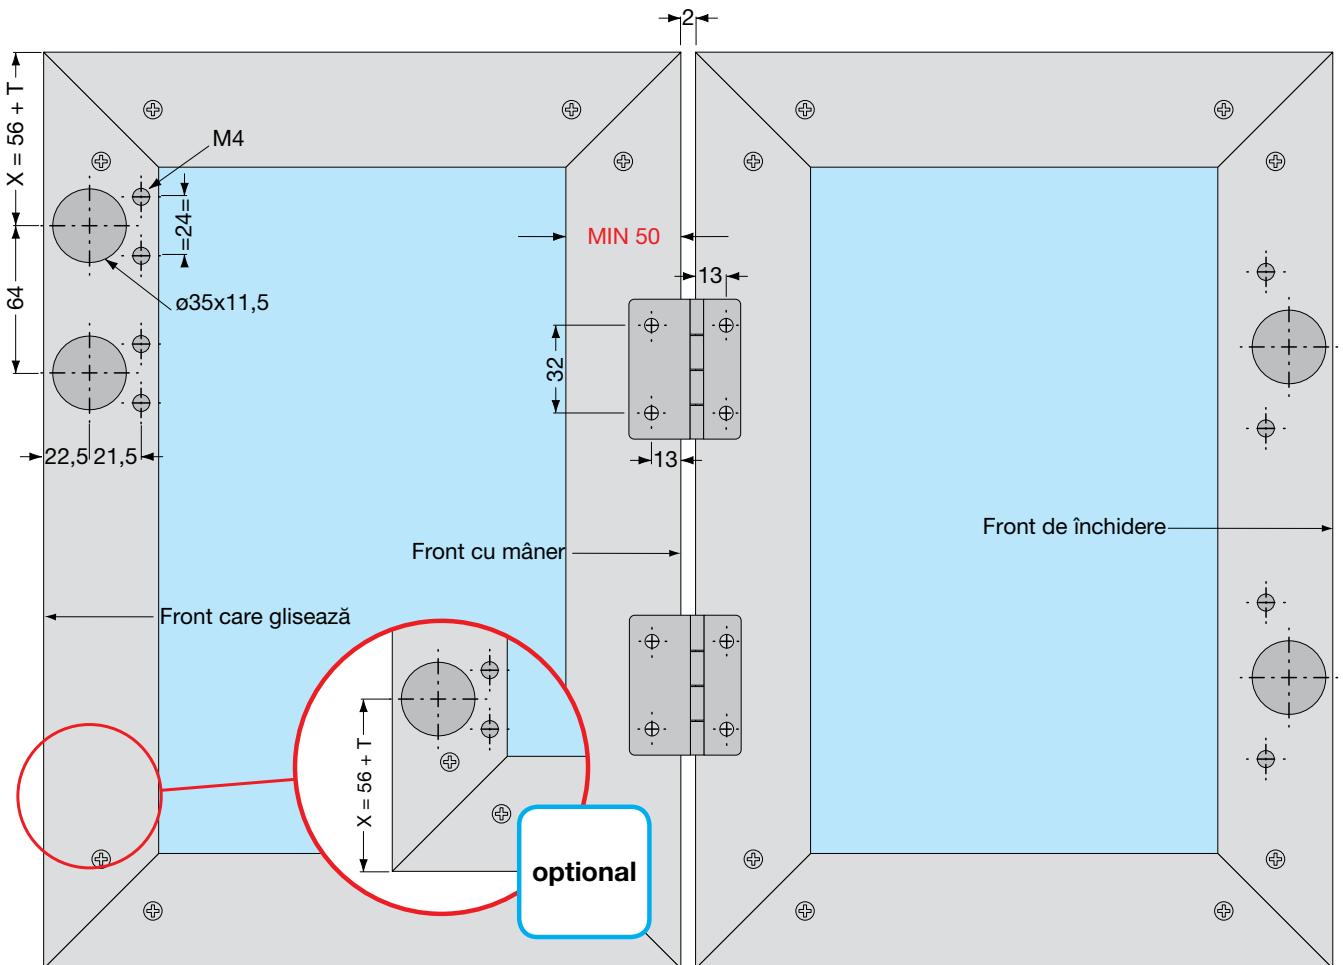 2
X = 56 + T
M4
=24=
MIN 50
13
64
ø35x11,5
32
22,5 21,5
13
Front de închidere
Front cu mâner
Front care glisează
X = 56 + T
optional